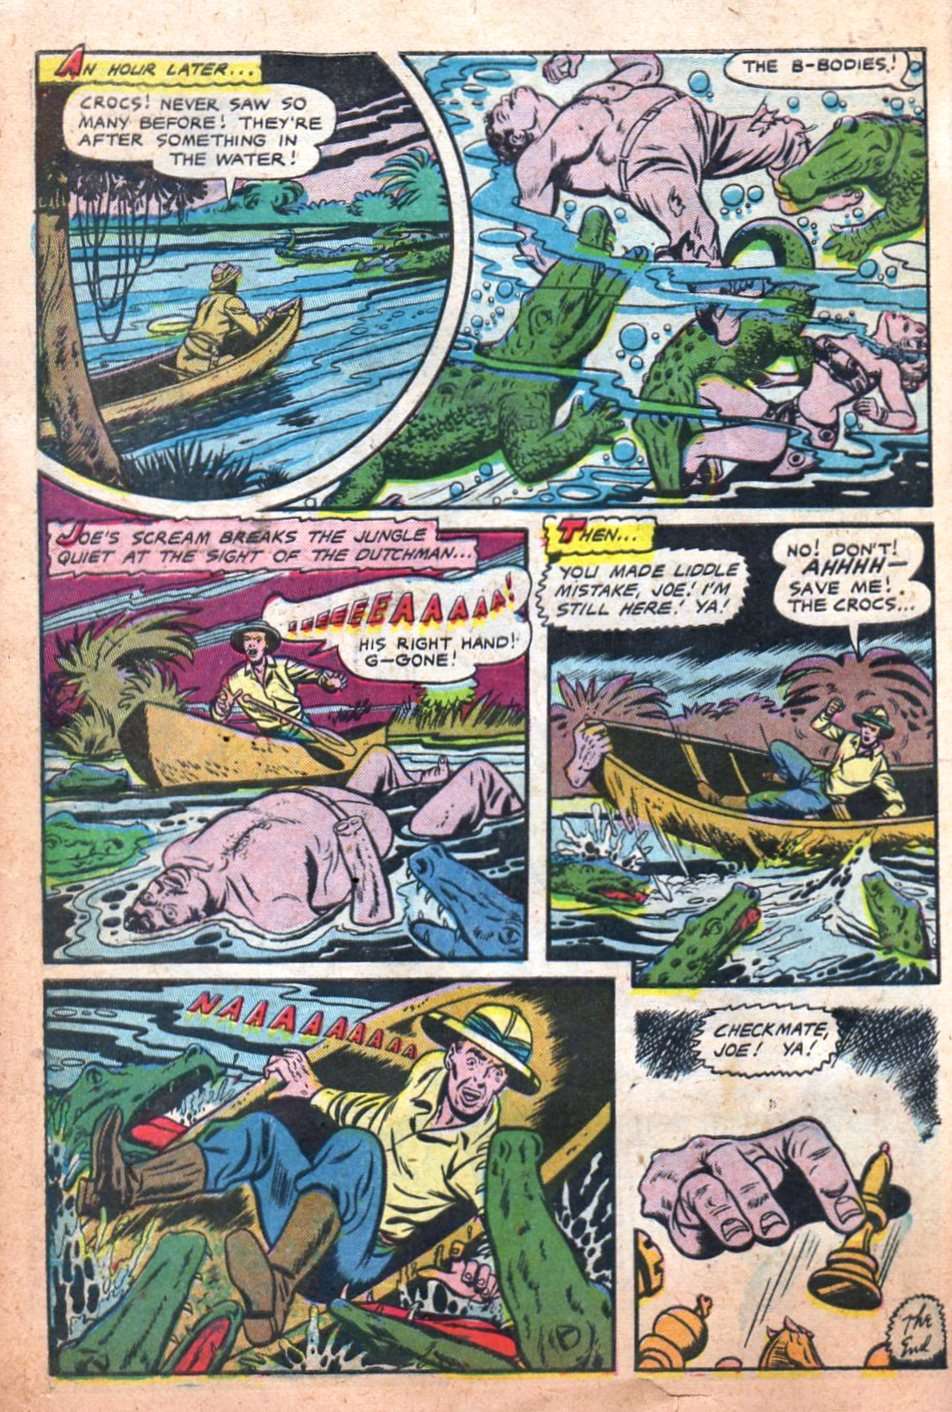 AN HOUR LATER...
CROCS! NEVER SAW SO
MANY BEFORE! THEY'RE
AFTER SOMETHING IN
THE WATER!
THE B-BODIES!
JOE'S SCREAM BREAKS THE JUNGLE
QUIET AT THE SIGHT OF THE DUTCHMAN...
EEEEEEAAAAAA!
HIS RIGHT HAND!
G-GONE!
THEN...
YOU MADE LIDDLE
MISTAKE, JOE! I'M
STILL HERE! YA!
NO! DON'T!
AHHHH—
SAVE ME!
THE CROCS...
NAAAAAAAA
CHECKMATE,
JOE! YA!
The
End